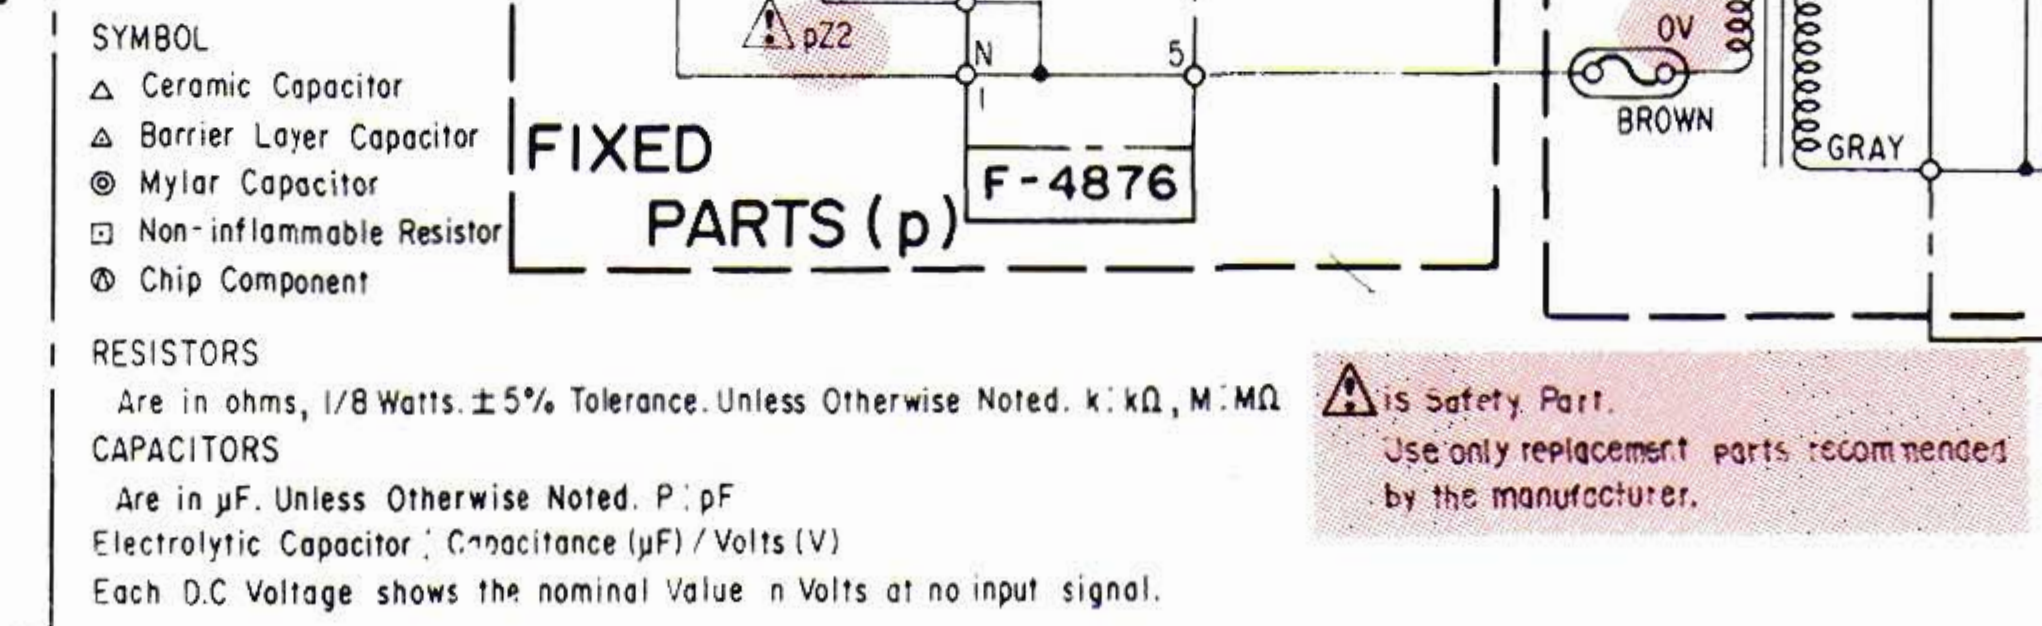 SYMBOL
△ Ceramic Capacitor
◬ Barrier Layer Capacitor
◎ Mylar Capacitor
⊡ Non-inflammable Resistor
Chip Component
pZ2
N
1
5
F-4876
FIXED
PARTS (p)
0V
BROWN
GRAY
RESISTORS
Are in ohms, 1/8 Watts. ±5% Tolerance. Unless Otherwise Noted. k: kΩ, M: MΩ
CAPACITORS
Are in μF. Unless Otherwise Noted. P: pF
Electrolytic Capacitor : Capacitance (μF) / Volts (V)
Each D.C Voltage shows the nominal Value n Volts at no input signal.
⚠ is Safety Part.
Use only replacement parts recommended
by the manufacturer.